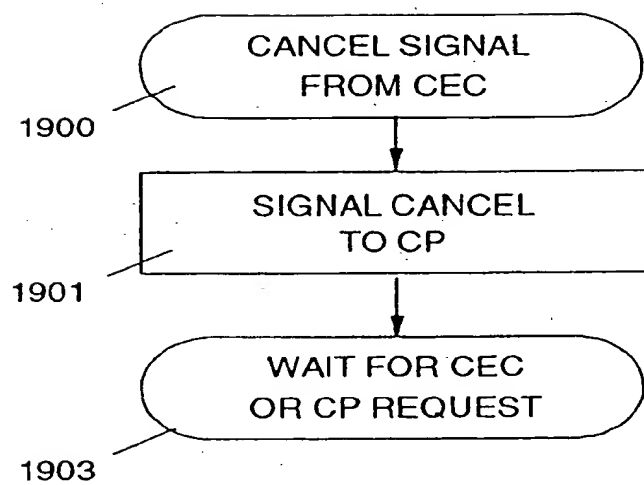 CANCEL SIGNAL
FROM CEC
1900
SIGNAL CANCEL
TO CP
1901
WAIT FOR CEC
OR CP REQUEST
1903